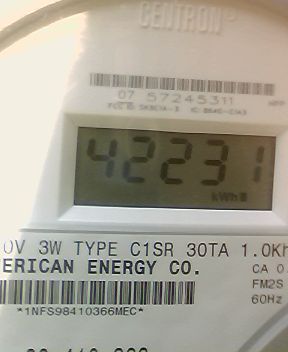 CENTRON
07 57245311
42231
kWh
0V 3W TYPE C1SR 30TA 1.0Kh
ERICAN ENERGY CO.
CA 0.
FM2S
60Hz
*1NFS98410366MEC*